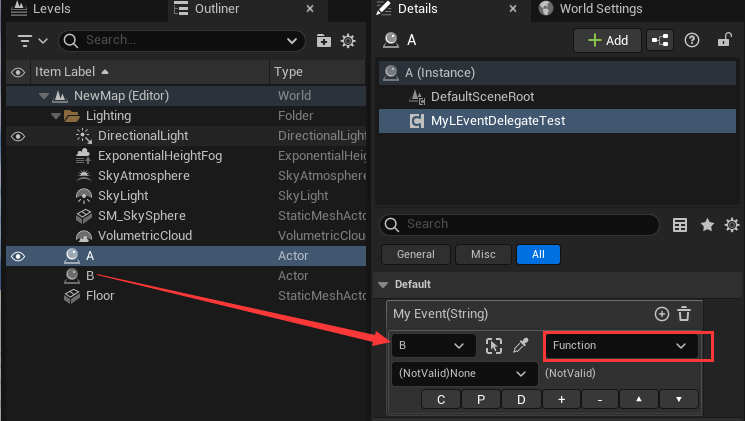 Levels
Outliner
Search...
Item Label
Type
NewMap (Editor)
World
Lighting
Folder
DirectionalLight
DirectionalLight
ExponentialHeightFog
ExponentialHe
SkyAtmosphere
SkyAtmosphere
SkyLight
SkyLight
SM_SkySphere
StaticMeshActo
VolumetricCloud
VolumetricCloud
A
Actor
B
Actor
Floor
StaticMeshActo
Details
World Settings
A
+ Add
A (Instance)
DefaultSceneRoot
MyLEventDelegateTest
Search
General
Misc
All
Default
My Event(String)
B
Function
(NotValid)None
(NotValid)
C P D + -